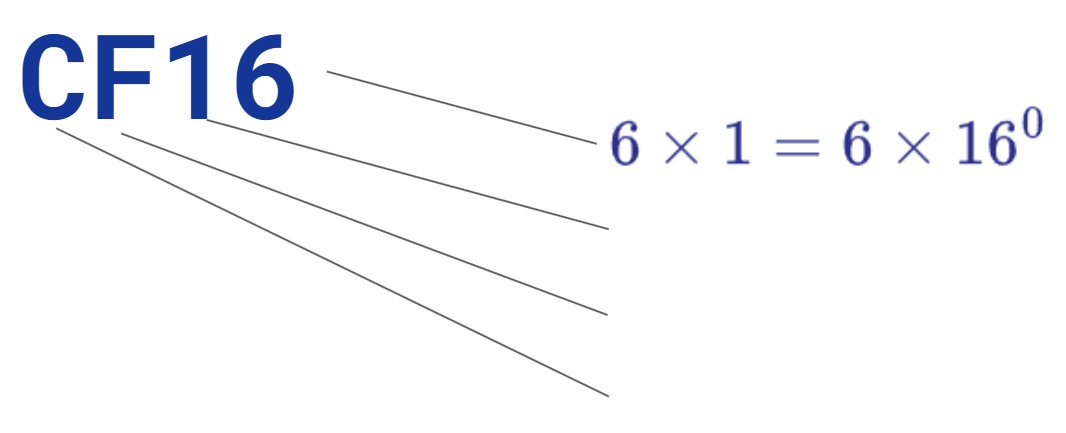 CF16
6 × 1 = 6 × 16⁰